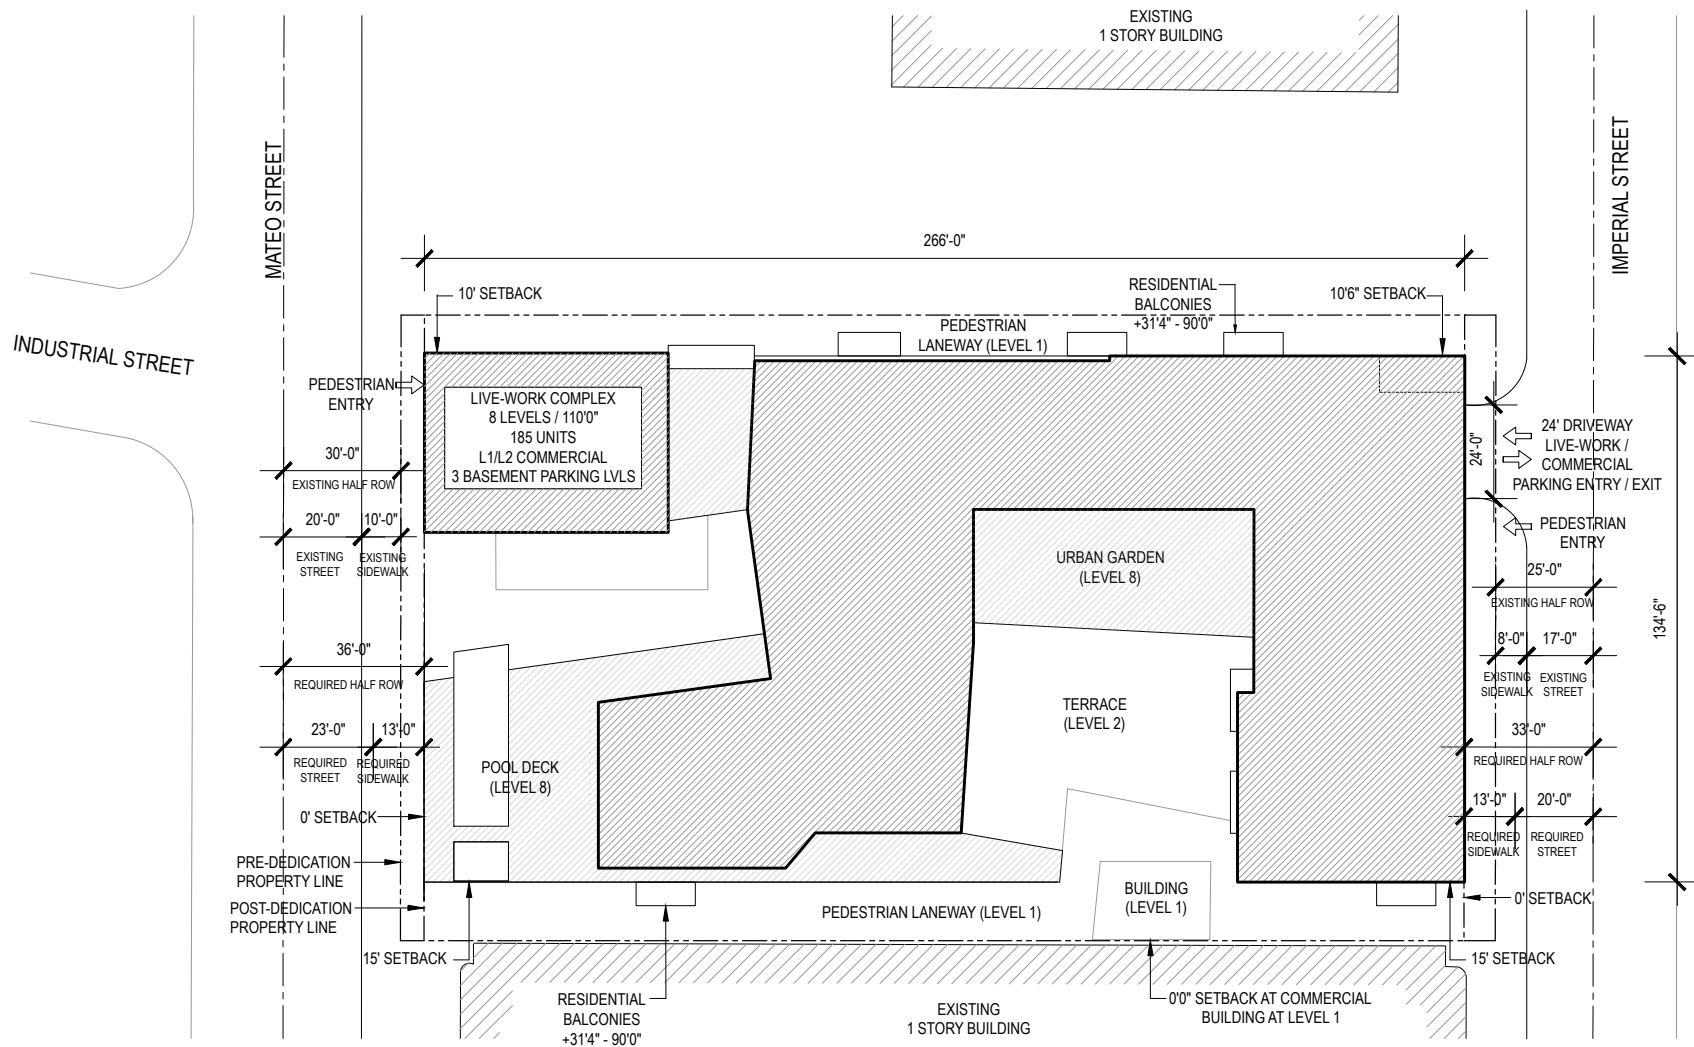 EXISTING
1 STORY BUILDING
MATEO STREET
IMPERIAL STREET
INDUSTRIAL STREET
266'-0"
10' SETBACK
RESIDENTIAL
BALCONIES
+31'4" - 90'0"
10'6" SETBACK
PEDESTRIAN
LANEWAY (LEVEL 1)
PEDESTRIAN
ENTRY
LIVE-WORK COMPLEX
8 LEVELS / 110'0"
185 UNITS
L1/L2 COMMERCIAL
3 BASEMENT PARKING LVLS
24'-0"
24' DRIVEWAY
LIVE-WORK /
COMMERCIAL
PARKING ENTRY / EXIT
PEDESTRIAN
ENTRY
30'-0"
EXISTING HALF ROW
20'-0"
10'-0"
EXISTING
STREET
EXISTING
SIDEWALK
URBAN GARDEN
(LEVEL 8)
25'-0"
EXISTING HALF ROW
134'-6"
8'-0"
17'-0"
EXISTING
SIDEWALK
EXISTING
STREET
36'-0"
REQUIRED HALF ROW
23'-0"
13'-0"
REQUIRED
STREET
REQUIRED
SIDEWALK
TERRACE
(LEVEL 2)
33'-0"
REQUIRED HALF ROW
POOL DECK
(LEVEL 8)
13'-0"
20'-0"
REQUIRED
SIDEWALK
REQUIRED
STREET
0' SETBACK
PRE-DEDICATION
PROPERTY LINE
POST-DEDICATION
PROPERTY LINE
BUILDING
(LEVEL 1)
PEDESTRIAN LANEWAY (LEVEL 1)
0' SETBACK
15' SETBACK
15' SETBACK
RESIDENTIAL
BALCONIES
+31'4" - 90'0"
EXISTING
1 STORY BUILDING
0'0" SETBACK AT COMMERCIAL
BUILDING AT LEVEL 1